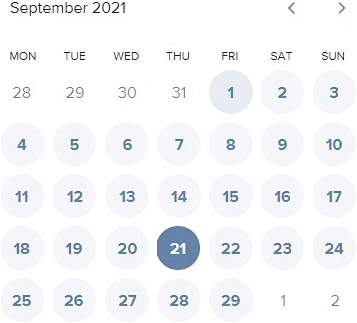 September 2021
MON TUE WED THU FRI SAT SUN
28 29 30 31 1 2 3
4 5 6 7 8 9 10
11 12 13 14 15 16 17
18 19 20 21 22 23 24
25 26 27 28 29 1 2